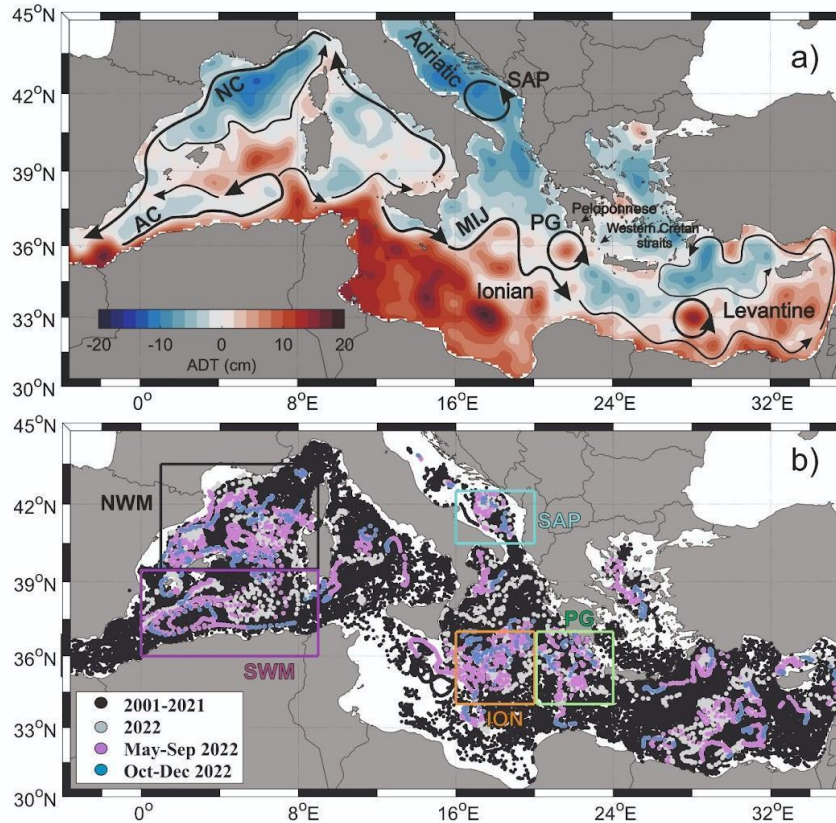 45°N
a)
Adriatic
SAP
NC
42°N
39°N
AC
MIJ
PG
Peloponnese
Western Cretan
straits
36°N
Ionian
Levantine
33°N
-20 -10 0 10 20
ADT (cm)
30°N
0° 8°E 16°E 24°E 32°E
45°N
b)
NWM
42°N
SAP
39°N
PG
36°N
SWM
ION
2001-2021
2022
May-Sep 2022
Oct-Dec 2022
33°N
30°N
0° 8°E 16°E 24°E 32°E